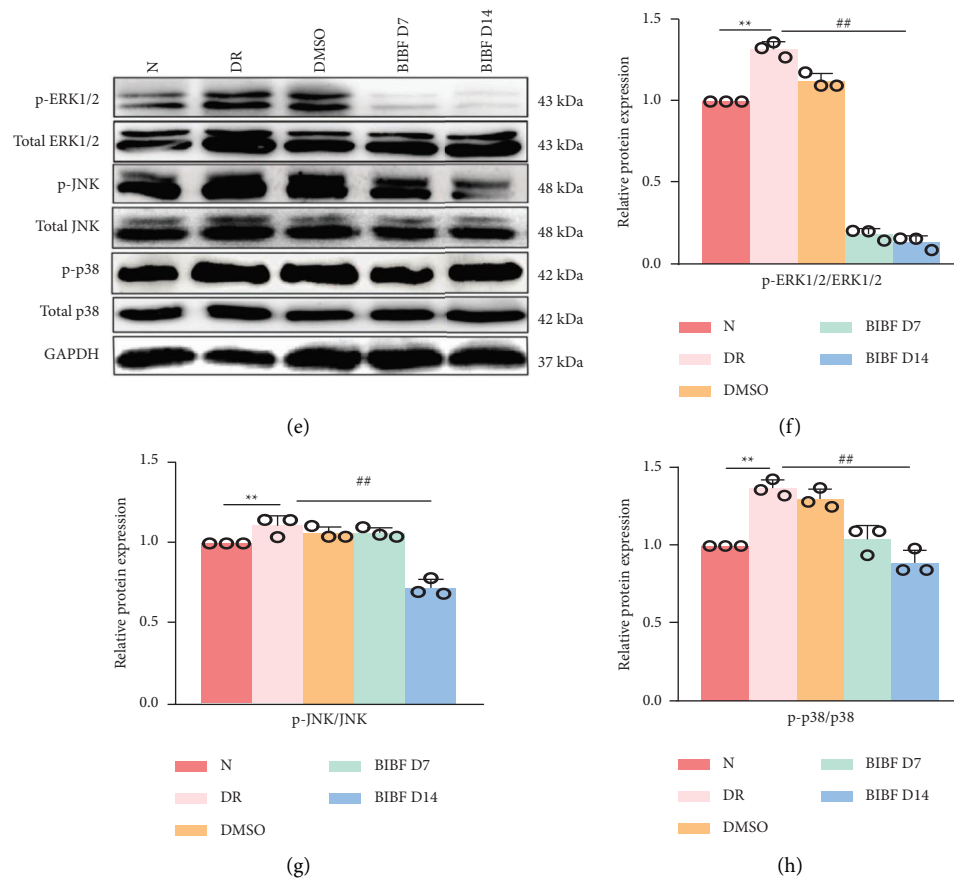 N
DR
DMSO
BIBF D7
BIBF D14
p-ERK1/2
43 kDa
Total ERK1/2
43 kDa
p-JNK
48 kDa
Total JNK
48 kDa
p-p38
42 kDa
Total p38
42 kDa
GAPDH
37 kDa
(e)
Relative protein expression
1.5
1.0
0.5
0.0
**
##
p-ERK1/2/ERK1/2
N
BIBF D7
DR
BIBF D14
DMSO
(f)
Relative protein expression
1.5
1.0
0.5
0.0
**
##
p-JNK/JNK
N
BIBF D7
DR
BIBF D14
DMSO
(g)
Relative protein expression
1.5
1.0
0.5
0.0
**
##
p-p38/p38
N
BIBF D7
DR
BIBF D14
DMSO
(h)